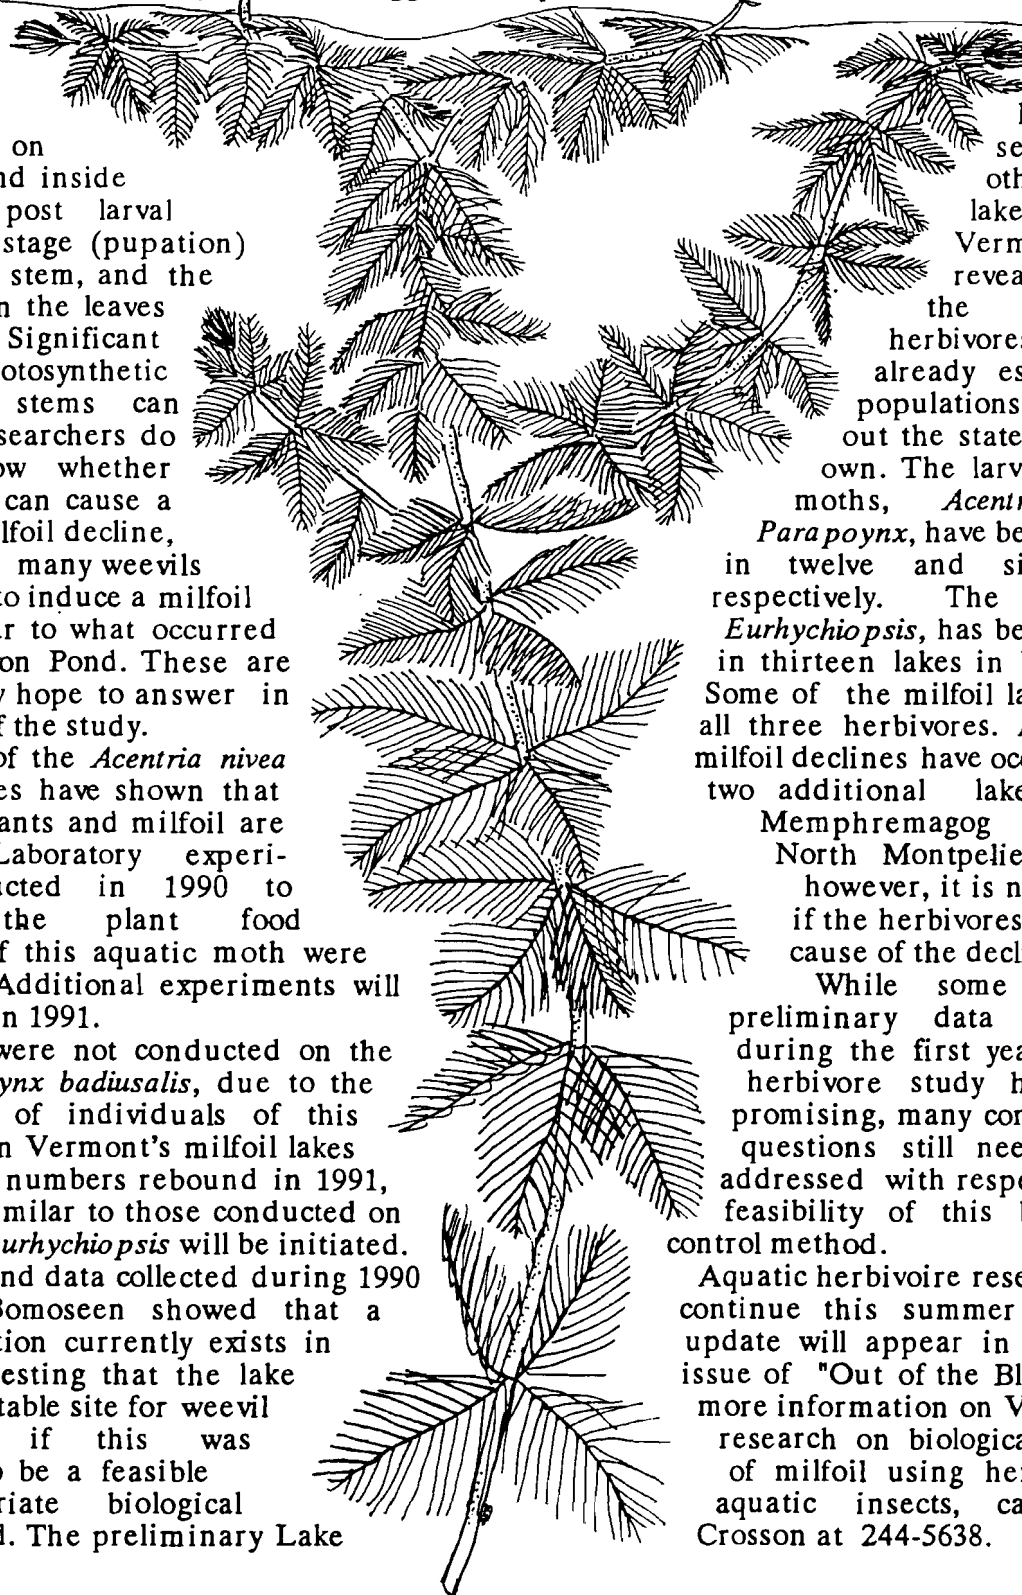 on
nd inside
post larval
stage (pupation)
stem, and the
n the leaves
Significant
otosynthetic
stems can
searchers do
ow whether
can cause a
lfoil decline,
many weevils
to induce a milfoil
r to what occurred
on Pond. These are
y hope to answer in
f the study.
of the Acentria nivea
es have shown that
ants and milfoil are
Laboratory experi-
ucted in 1990 to
the plant food
f this aquatic moth were
Additional experiments will
n 1991.
were not conducted on the
ynx badiusalis, due to the
of individuals of this
n Vermont's milfoil lakes
numbers rebound in 1991,
milar to those conducted on
urhychiopsis will be initiated.
nd data collected during 1990
Bomoseen showed that a
tion currently exists in
esting that the lake
table site for weevil
if this was
o be a feasible
riate biological
d. The preliminary Lake
se
oth
lake
Verm
revea
the
herbivores
already es
populations
out the state
own. The larv
moths, Acentr
Parapoynx, have be
in twelve and si
respectively. The
Eurhychiopsis, has be
in thirteen lakes in
Some of the milfoil la
all three herbivores.
milfoil declines have occ
two additional lake
Memphremagog
North Montpelie
however, it is n
if the herbivores
cause of the decl
While some
preliminary data
during the first yea
herbivore study h
promising, many con
questions still nee
addressed with respe
feasibility of this
control method.
Aquatic herbivoire rese
continue this summer
update will appear in
issue of "Out of the Bl
more information on V
research on biologica
of milfoil using her
aquatic insects, ca
Crosson at 244-5638.